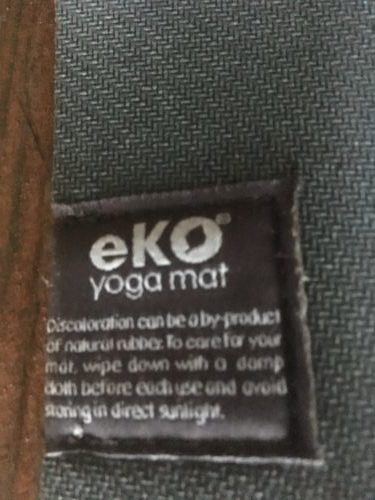 eKO®
yoga mat
Discoloration can be a by-product
of natural rubber. To care for your
mat, wipe down with a damp
cloth before each use and avoid
storing in direct sunlight.